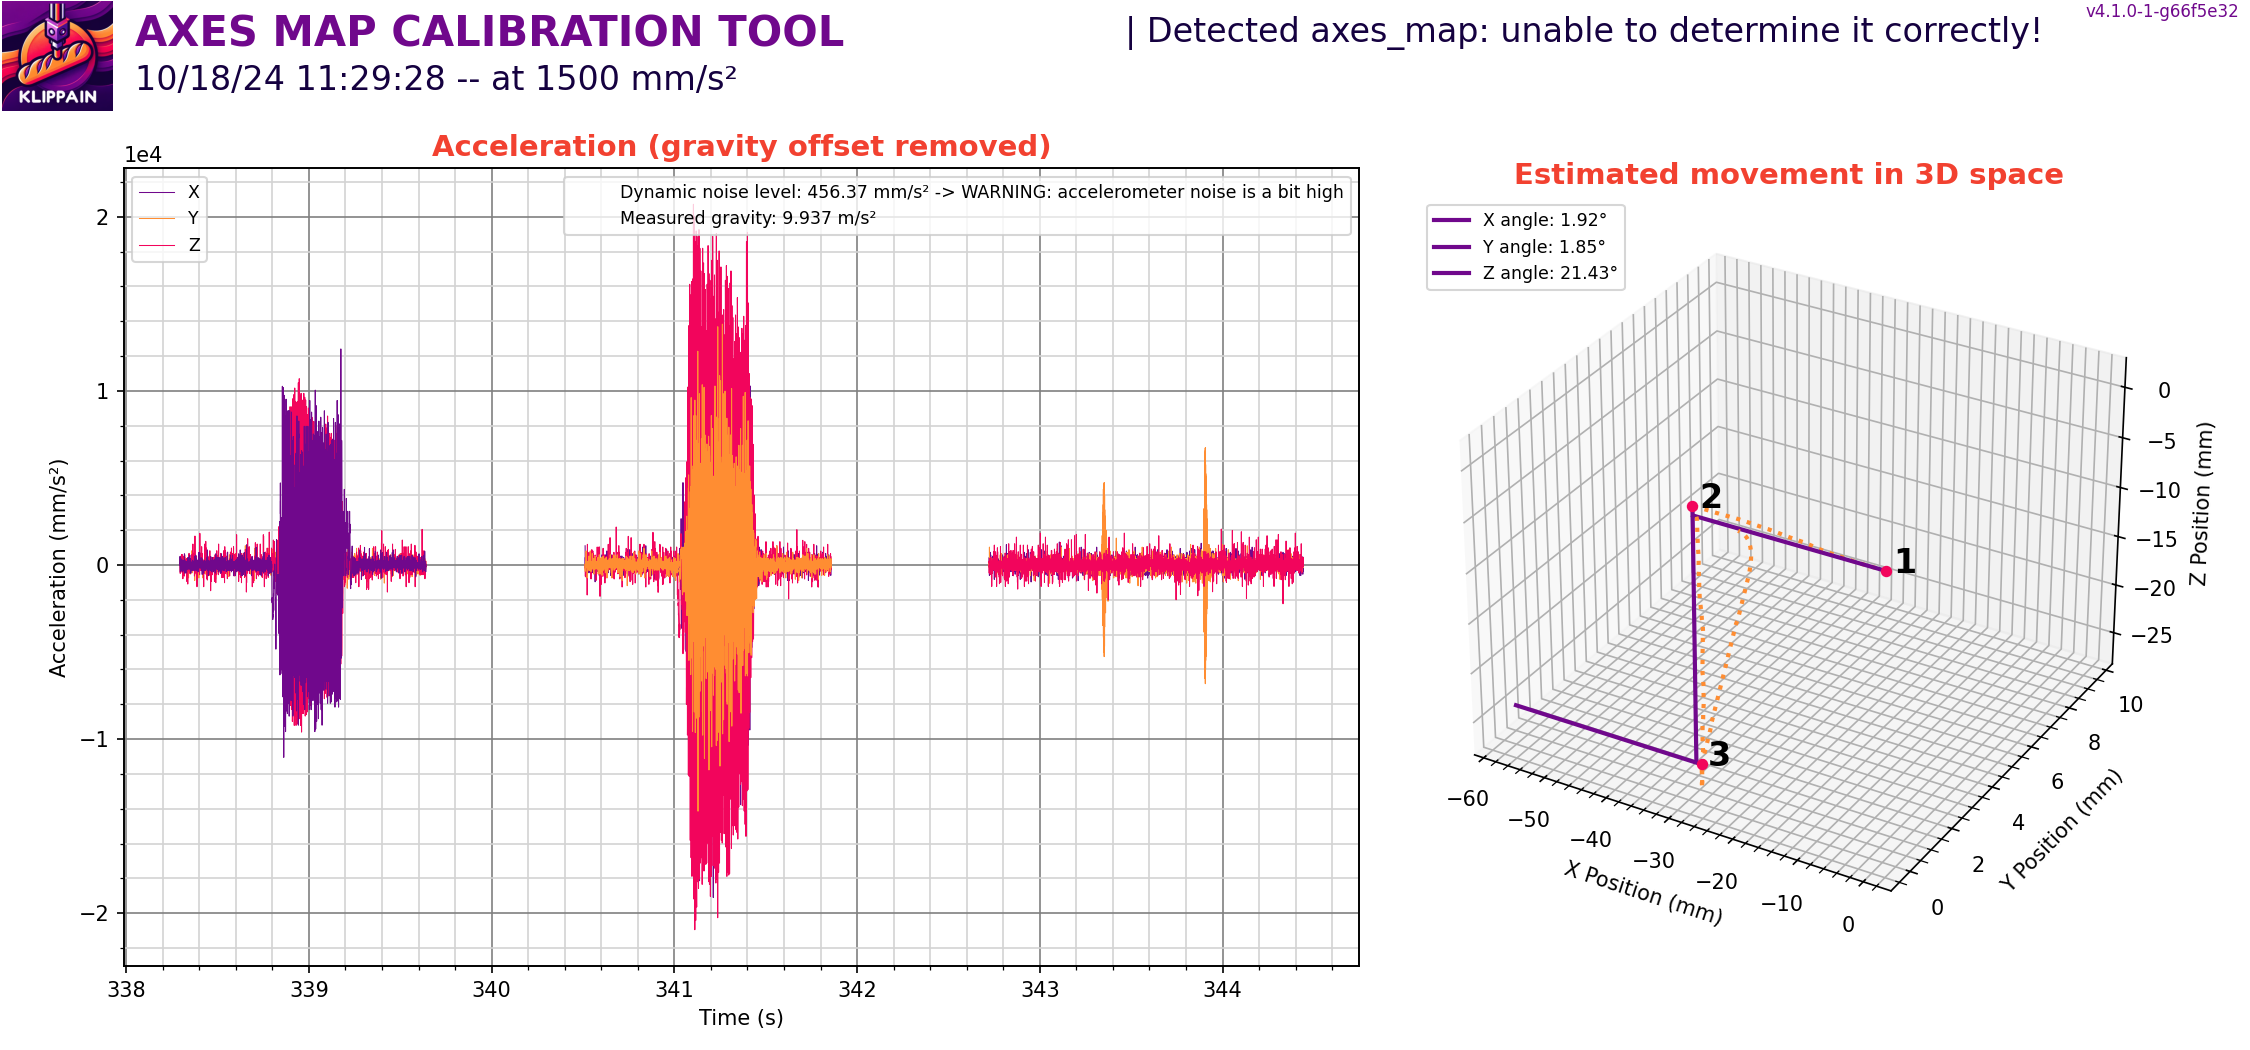 KLIPPAIN
AXES MAP CALIBRATION TOOL
10/18/24 11:29:28 -- at 1500 mm/s²
| Detected axes_map: unable to determine it correctly!
v4.1.0-1-g66f5e32
Acceleration (gravity offset removed)
1e4
X
Y
Z
Dynamic noise level: 456.37 mm/s² -> WARNING: accelerometer noise is a bit high
Measured gravity: 9.937 m/s²
2
1
0
−1
−2
Acceleration (mm/s²)
338
339
340
341
342
343
344
Time (s)
Estimated movement in 3D space
X angle: 1.92°
Y angle: 1.85°
Z angle: 21.43°
2
1
3
0
−5
−10
−15
−20
−25
Z Position (mm)
10
8
6
4
2
0
Y Position (mm)
−60
−50
−40
−30
−20
−10
0
X Position (mm)